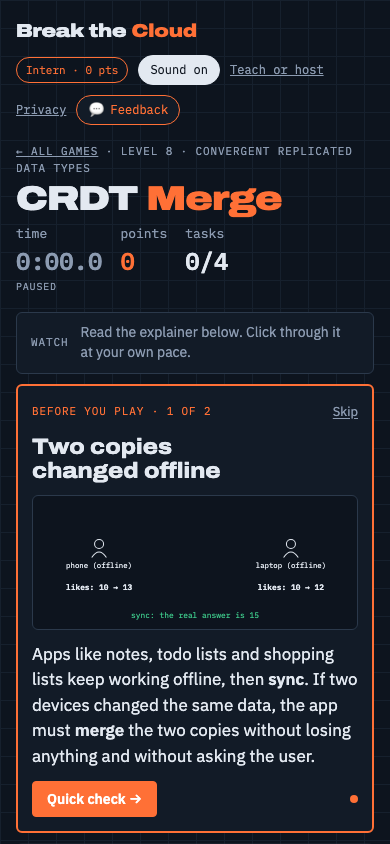 Break the Cloud
Intern · 0 pts
Sound on
Teach or host
Privacy
💬 Feedback
← ALL GAMES · LEVEL 8 · CONVERGENT REPLICATED
DATA TYPES
CRDT Merge
time points tasks
0:00.0 0 0/4
PAUSED
WATCH
Read the explainer below. Click through it
at your own pace.
BEFORE YOU PLAY · 1 OF 2
Skip
Two copies
changed offline
phone (offline)
laptop (offline)
likes: 10 → 13
likes: 10 → 12
sync: the real answer is 15
Apps like notes, todo lists and shopping
lists keep working offline, then sync. If two
devices changed the same data, the app
must merge the two copies without losing
anything and without asking the user.
Quick check →